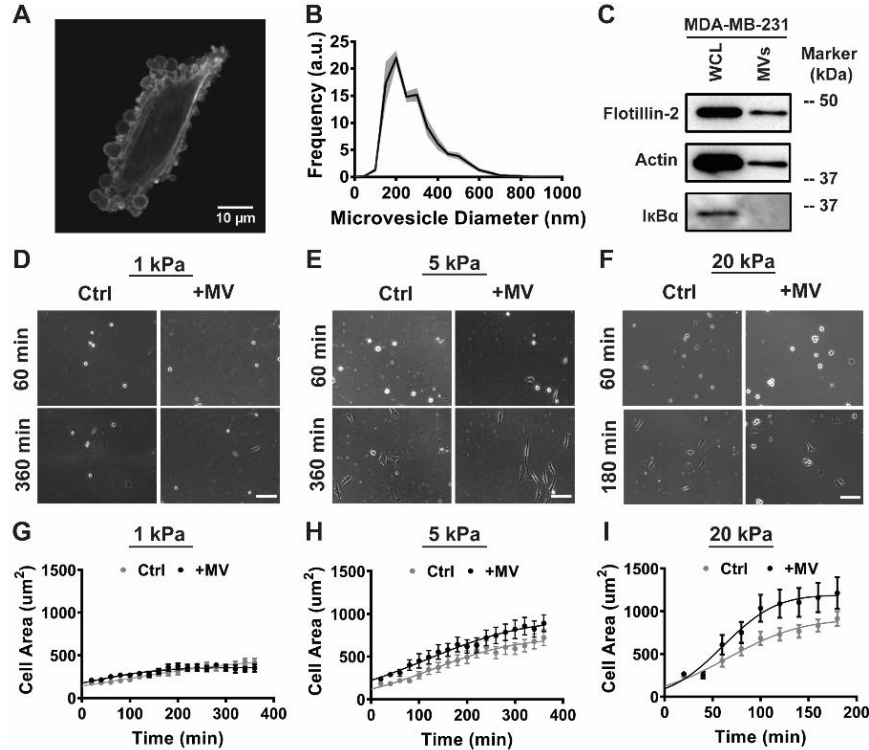 A
10 µm
B
Frequency (a.u.)
25
20
15
10
5
0
0 200 400 600 800 1000
Microvesicle Diameter (nm)
C
MDA-MB-231
WCL
MVs
Marker
(kDa)
Flotillin-2
-- 50
Actin
-- 37
IκBα
-- 37
D
1 kPa
Ctrl +MV
60 min
360 min
E
5 kPa
Ctrl +MV
60 min
360 min
F
20 kPa
Ctrl +MV
60 min
180 min
G
1 kPa
Ctrl +MV
Cell Area (um²)
1500
1000
500
0
0 100 200 300 400
Time (min)
H
5 kPa
Ctrl +MV
Cell Area (um²)
1500
1000
500
0
0 100 200 300 400
Time (min)
I
20 kPa
Ctrl +MV
Cell Area (um²)
1500
1000
500
0
0 50 100 150 200
Time (min)